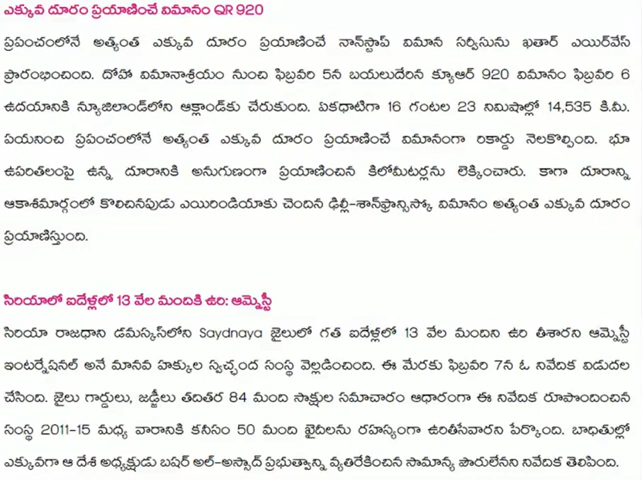 ఎక్కువ దూరం ప్రయాణించే విమానం QR 920
ప్రపంచంలోనే అత్యంత ఎక్కువ దూరం ప్రయాణించే నాన్‌స్టాప్ విమాన సర్వీసును ఖతార్ ఎయిర్‌వేస్
ప్రారంభించింది. దోహా విమానాశ్రయం నుంచి ఫిబ్రవరి 5న బయలుదేరిన క్యూఆర్ 920 విమానం ఫిబ్రవరి 6
ఉదయానికి న్యూజిలాండ్‌లోని ఆక్లాండ్‌కు చేరుకుంది. ఏకధాటిగా 16 గంటల 23 నిమిషాల్లో 14,535 కి.మీ.
పయనించి ప్రపంచంలోనే అత్యంత ఎక్కువ దూరం ప్రయాణించే విమానంగా రికార్డు నెలకొల్పింది. భూ
ఉపరితలంపై ఉన్న దూరానికి అనుగుణంగా ప్రయాణించిన కిలోమీటర్లను లెక్కించారు. కాగా దూరాన్ని
ఆకాశమార్గంలో కొలిచినపుడు ఎయిరిండియాకు చెందిన ఢిల్లీ-శాన్‌ఫ్రాన్సిస్కో విమానం అత్యంత ఎక్కువ దూరం
ప్రయాణిస్తుంది.
సిరియాలో ఐదేళ్లలో 13 వేల మందికి ఉరి: ఆమ్నెస్టీ
సిరియా రాజధాని డమస్కస్‌లోని Saydnaya జైలులో గత ఐదేళ్లలో 13 వేల మందిని ఉరి తీశారని ఆమ్నెస్టీ
ఇంటర్నేషనల్ అనే మానవ హక్కుల స్వచ్ఛంద సంస్థ వెల్లడించింది. ఈ మేరకు ఫిబ్రవరి 7న ఓ నివేదిక విడుదల
చేసింది. జైలు గార్డులు, జడ్జీలు తదితర 84 మంది సాక్షుల సమాచారం ఆధారంగా ఈ నివేదిక రూపొందించిన
సంస్థ 2011-15 మధ్య వారానికి కనీసం 50 మంది ఖైదీలను రహస్యంగా ఉరితీసేవారని పేర్కొంది. బాధితుల్లో
ఎక్కువగా ఆ దేశ అధ్యక్షుడు బషర్ అల్-అస్సాద్ ప్రభుత్వాన్ని వ్యతిరేకించిన సామాన్య పౌరులేనని నివేదిక తెలిపింది.